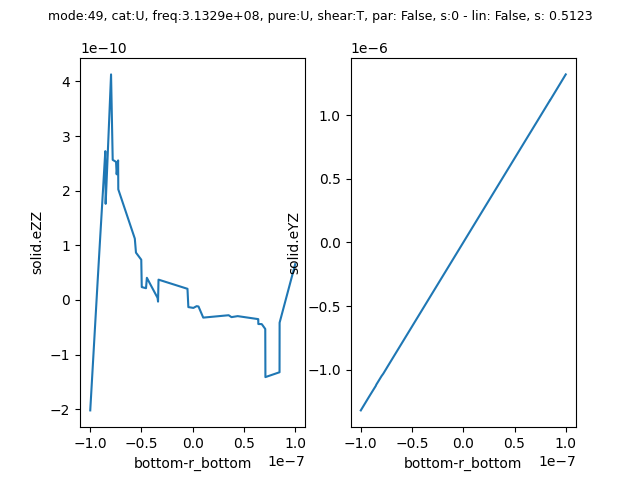 mode:49, cat:U, freq:3.1329e+08, pure:U, shear:T, par: False, s:0 - lin: False, s: 0.5123
1e−10
4
3
2
1
0
−1
−2
solid.eZZ
−1.0 −0.5 0.0 0.5 1.0
1e−7
bottom-r_bottom
1e−6
1.0
0.5
0.0
−0.5
−1.0
solid.eYZ
−1.0 −0.5 0.0 0.5 1.0
1e−7
bottom-r_bottom